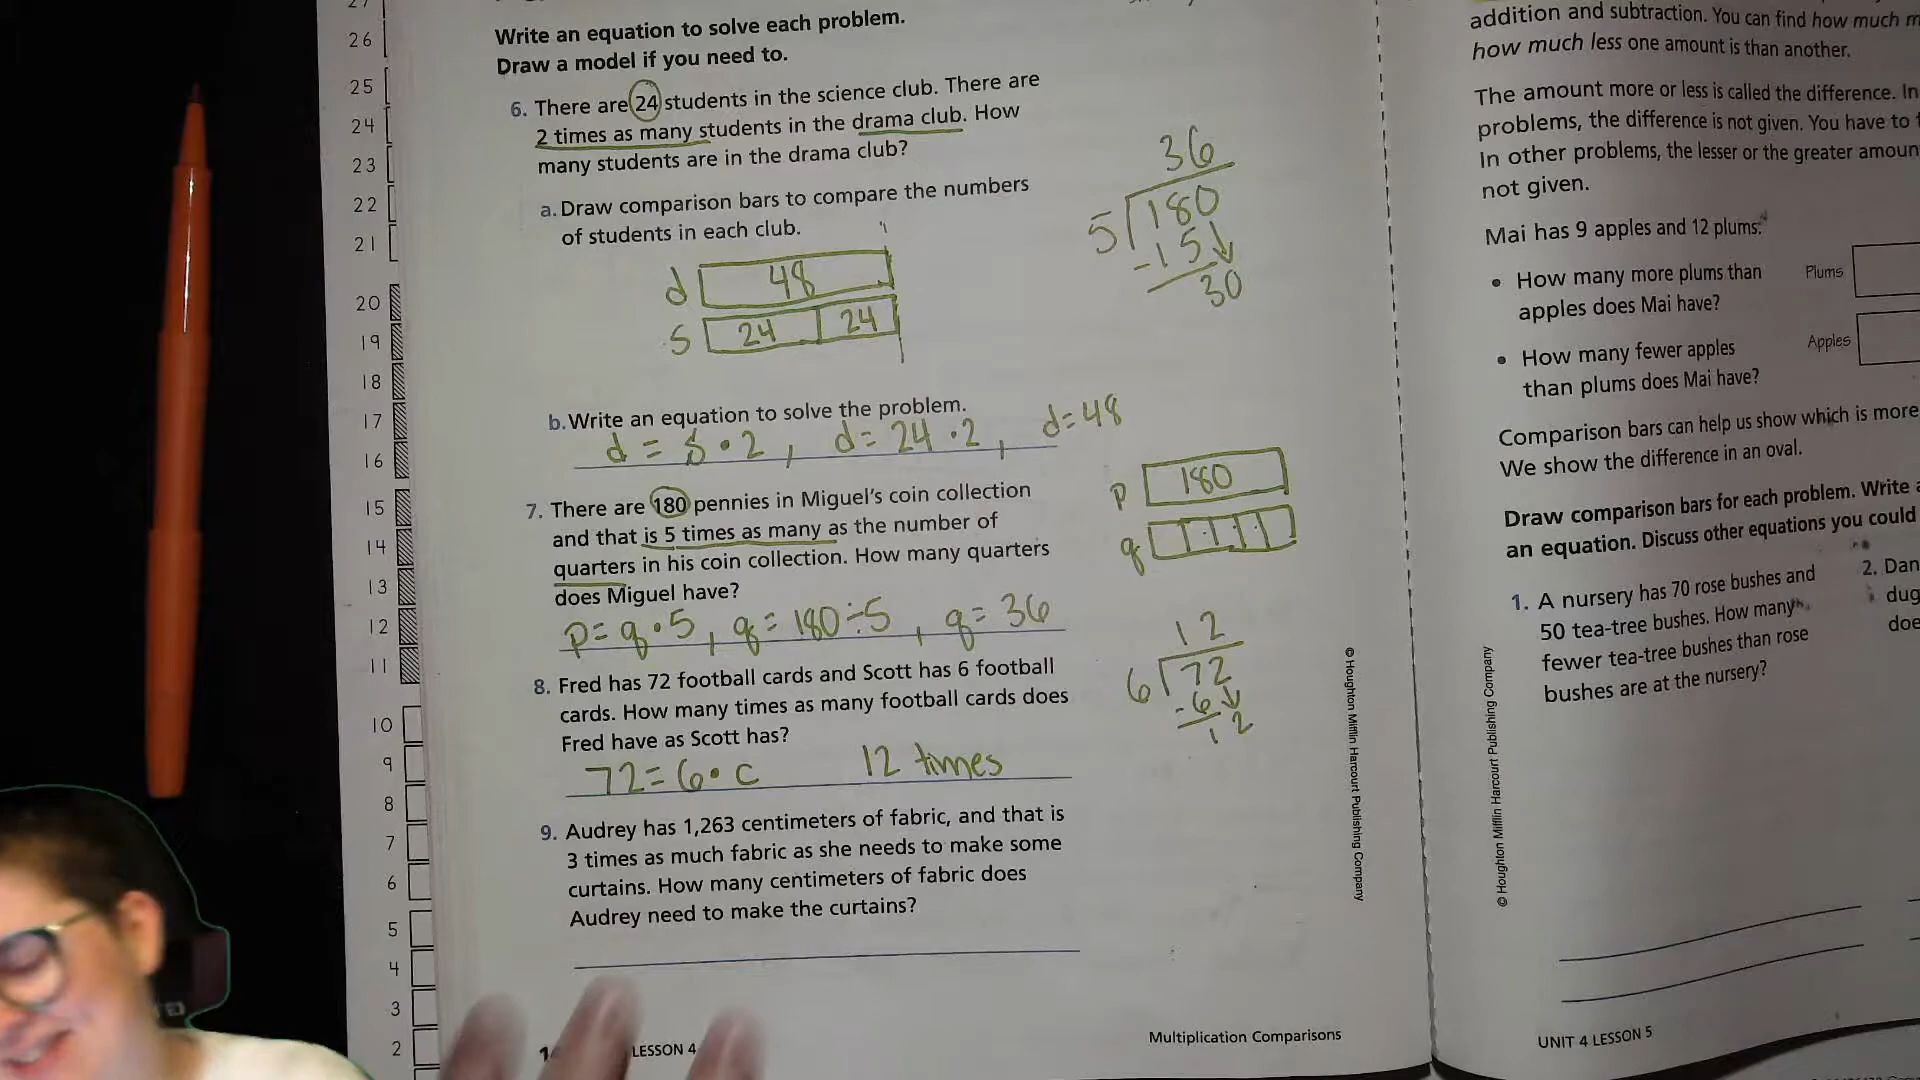 27
26
25
24
23
22
21
20
19
18
17
16
15
14
13
12
11
10
9
8
7
6
5
4
3
2
Write an equation to solve each problem.
Draw a model if you need to.
6. There are 24 students in the science club. There are
2 times as many students in the drama club. How
many students are in the drama club?
a. Draw comparison bars to compare the numbers
of students in each club.
d 48
s 24 24
36
5 180
-15
30
b. Write an equation to solve the problem.
d = s • 2, d = 24 • 2, d = 48
7. There are 180 pennies in Miguel's coin collection
and that is 5 times as many as the number of
quarters in his coin collection. How many quarters
does Miguel have?
p = q • 5, q = 180 ÷ 5, q = 36
p 180
q
8. Fred has 72 football cards and Scott has 6 football
cards. How many times as many football cards does
Fred have as Scott has?
72 = 6 • c 12 times
12
6 72
-6
12
9. Audrey has 1,263 centimeters of fabric, and that is
3 times as much fabric as she needs to make some
curtains. How many centimeters of fabric does
Audrey need to make the curtains?
LESSON 4
Multiplication Comparisons
© Houghton Mifflin Harcourt Publishing Company
addition and subtraction. You can find how much
how much less one amount is than another.
The amount more or less is called the difference. In
problems, the difference is not given. You have to
In other problems, the lesser or the greater
not given.
Mai has 9 apples and 12 plums.
• How many more plums than
apples does Mai have?
Plums
• How many fewer apples
than plums does Mai have?
Apples
Comparison bars can help us show which is more
We show the difference in an oval.
Draw comparison bars for each problem. Write
an equation. Discuss other equations you could
1. A nursery has 70 rose bushes and
50 tea-tree bushes. How many
fewer tea-tree bushes than rose
bushes are at the nursery?
2. Dan
© Houghton Mifflin Harcourt Publishing Company
UNIT 4 LESSON 5